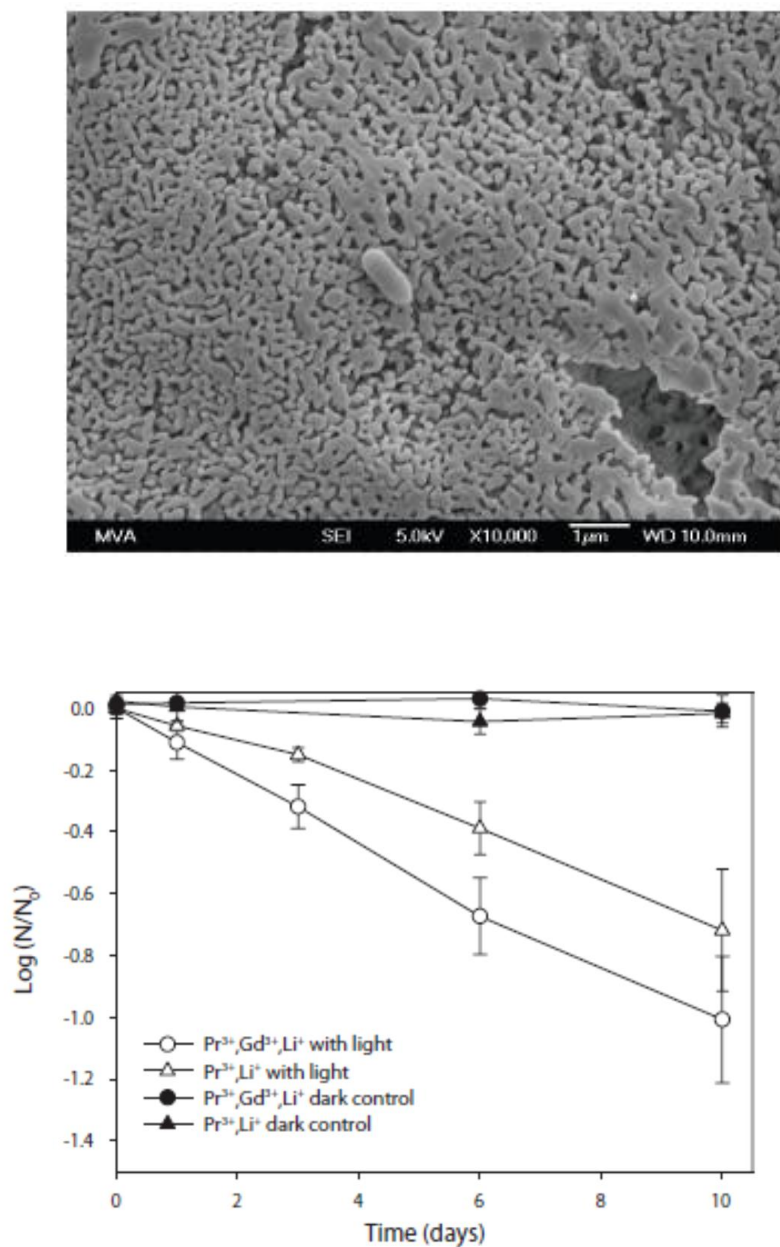 MVA SEI 5.0kV X10,000 1μm WD 10.0mm
0.0
-0.2
-0.4
-0.6
-0.8
-1.0
-1.2
-1.4
Log (N/N₀)
Pr³⁺,Gd³⁺,Li⁺ with light
Pr³⁺,Li⁺ with light
Pr³⁺,Gd³⁺,Li⁺ dark control
Pr³⁺,Li⁺ dark control
0 2 4 6 8 10
Time (days)